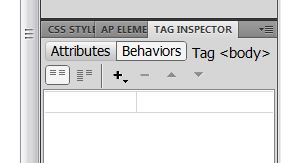 CSS STYLE AP ELEME TAG INSPECTOR
Attributes Behaviors Tag <body>